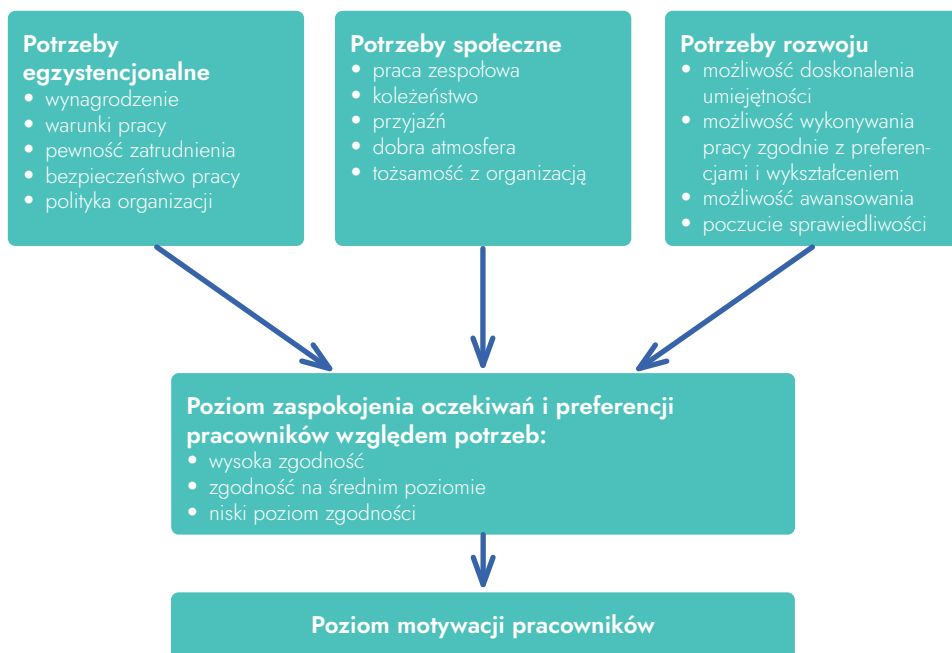 Potrzeby
egzystencjonalne
• wynagrodzenie
• warunki pracy
• pewność zatrudnienia
• bezpieczeństwo pracy
• polityka organizacji
Potrzeby społeczne
• praca zespołowa
• koleżeństwo
• przyjaźń
• dobra atmosfera
• tożsamość z organizacją
Potrzeby rozwoju
• możliwość doskonalenia
umiejętności
• możliwość wykonywania
pracy zgodnie z preferen-
cjami i wykształceniem
• możliwość awansowania
• poczucie sprawiedliwości
Poziom zaspokojenia oczekiwań i preferencji
pracowników względem potrzeb:
• wysoka zgodność
• zgodność na średnim poziomie
• niski poziom zgodności
Poziom motywacji pracowników